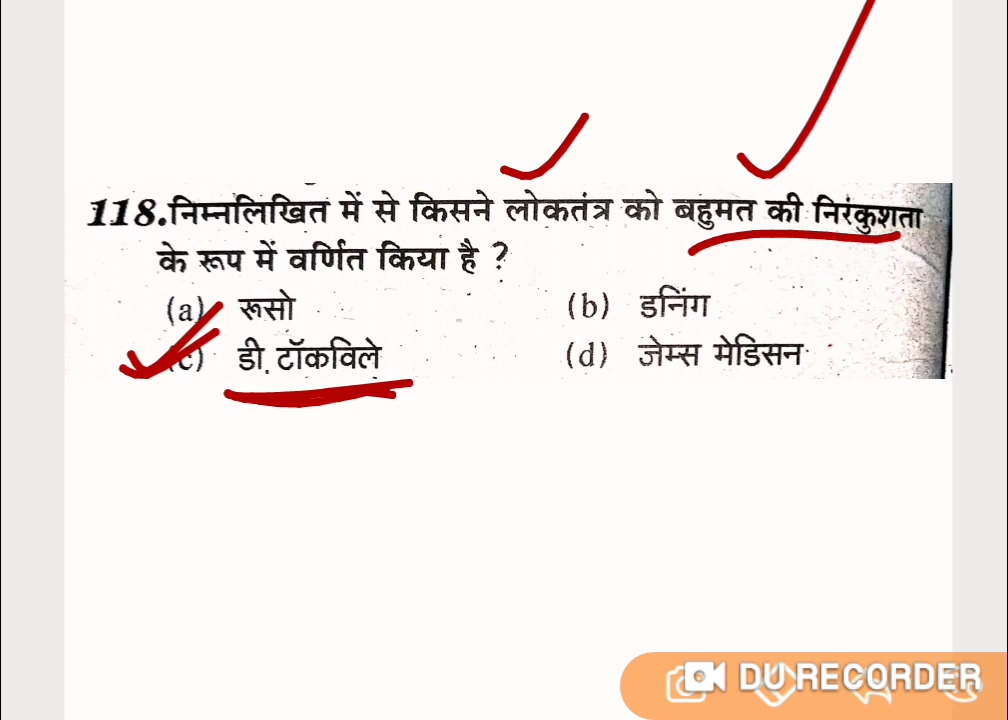 118.निम्नलिखित में से किसने लोकतंत्र को बहुमत की निरंकुशता
के रूप में वर्णित किया है ?
(a) रूसो (b) डनिंग
(c) डी. टॉकविले (d) जेम्स मेडिसन
DU RECORDER